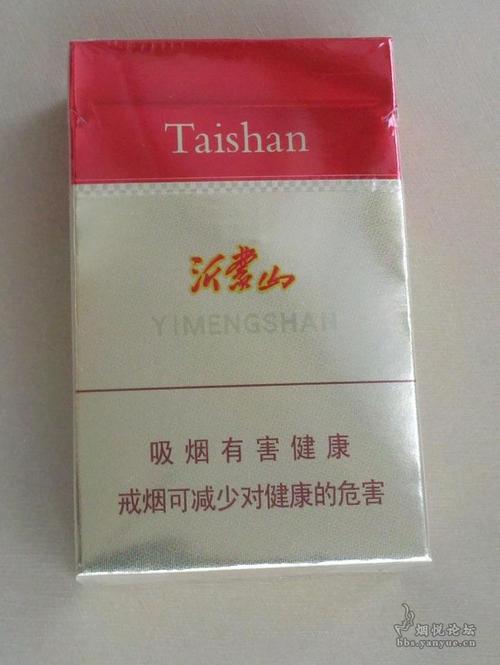 Taishan
沂蒙山
YIMENGSHAN
吸烟有害健康
戒烟可减少对健康的危害
烟悦论坛
bbs.yanyue.cn